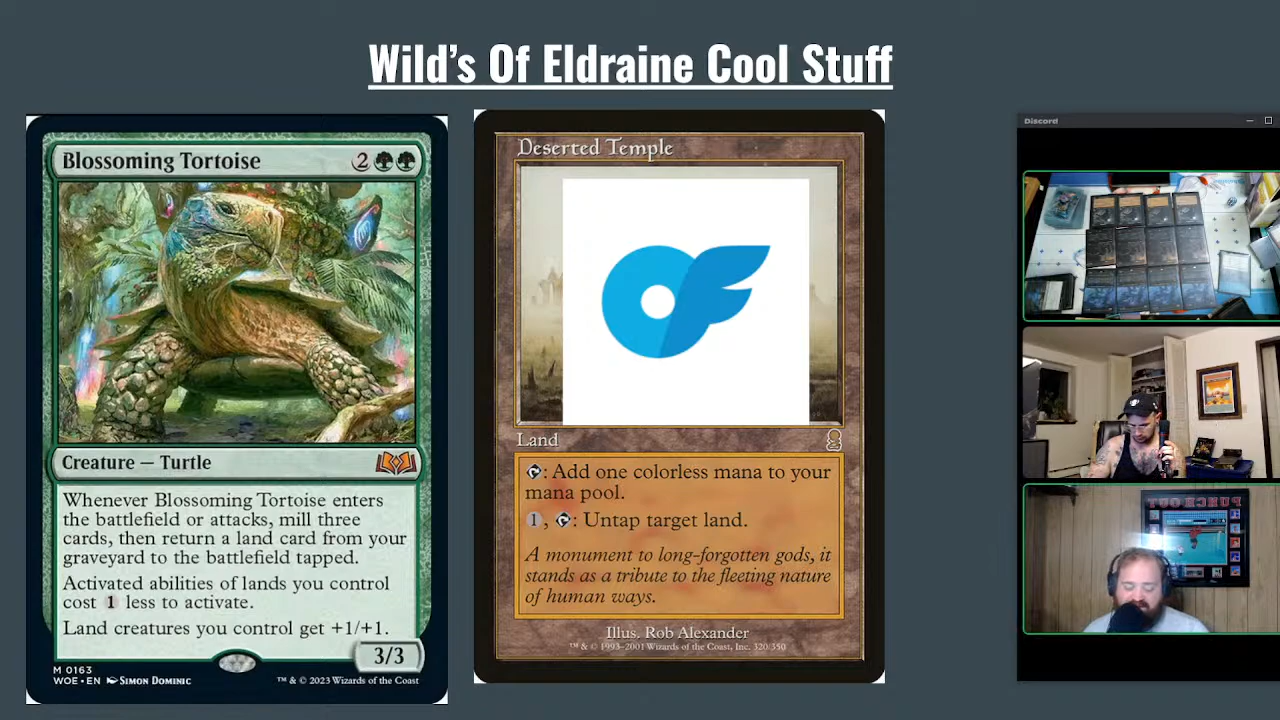 Wild's Of Eldraine Cool Stuff
Blossoming Tortoise 2
Creature — Turtle
Whenever Blossoming Tortoise enters
the battlefield or attacks, mill three
cards, then return a land card from your
graveyard to the battlefield tapped.
Activated abilities of lands you control
cost 1 less to activate.
Land creatures you control get +1/+1.
3/3
M 0163
WOE • EN SIMON DOMINIC
™ & © 2023 Wizards of the Coast
Deserted Temple
Land
: Add one colorless mana to your
mana pool.
1, : Untap target land.
A monument to long-forgotten gods, it
stands as a tribute to the fleeting nature
of human ways.
Illus. Rob Alexander
™ & © 1993–2001 Wizards of the Coast, Inc. 320/350
Discord
PUNCH OUT